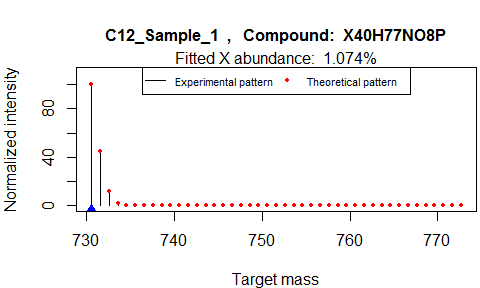 C12_Sample_1 , Compound: X40H77NO8P
Fitted X abundance: 1.074%
Experimental pattern Theoretical pattern
Normalized intensity
80
40
0
730 740 750 760 770
Target mass